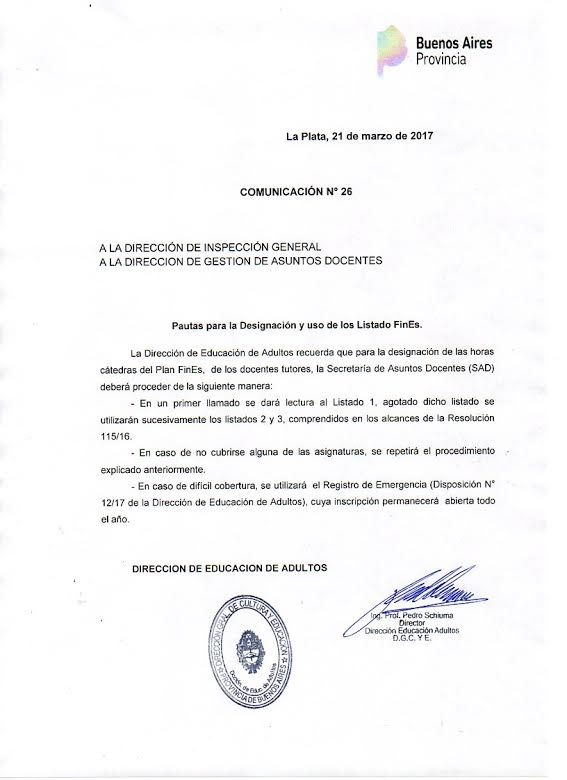 Buenos Aires
Provincia
La Plata, 21 de marzo de 2017
COMUNICACIÓN N° 26
A LA DIRECCIÓN DE INSPECCIÓN GENERAL
A LA DIRECCION DE GESTION DE ASUNTOS DOCENTES
Pautas para la Designación y uso de los Listado FinEs.
La Dirección de Educación de Adultos recuerda que para la designación de las horas
cátedras del Plan FinEs, de los docentes tutores, la Secretaría de Asuntos Docentes (SAD)
deberá proceder de la siguiente manera:
- En un primer llamado se dará lectura al Listado 1, agotado dicho listado se
utilizarán sucesivamente los listados 2 y 3, comprendidos en los alcances de la Resolución
115/16.
- En caso de no cubrirse alguna de las asignaturas, se repetirá el procedimiento
explicado anteriormente.
- En caso de difícil cobertura, se utilizará el Registro de Emergencia (Disposición N°
12/17 de la Dirección de Educación de Adultos), cuya inscripción permanecerá abierta todo
el año.
DIRECCION DE EDUCACION DE ADULTOS
DIRECCIÓN GRAL. DE CULTURA Y EDUCACIÓN
Direcc. de Educ. de Adultos
PROVINCIA DE BUENOS AIRES
Ing. Prof. Pedro Schiuma
Director
Dirección Educación Adultos
D.G.C. Y E.